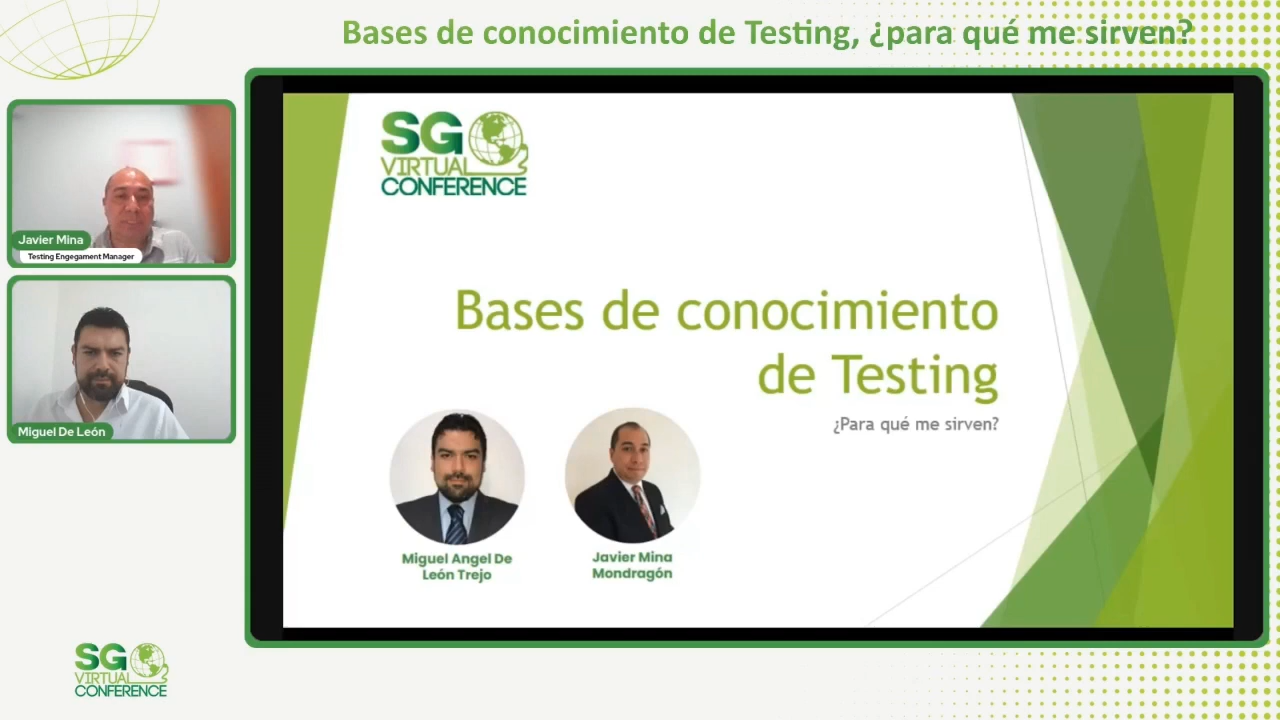 Bases de conocimiento de Testing, ¿para qué me sirven?
Javier Mina
Testing Engegament Manager
Miguel De León
SG
VIRTUAL
CONFERENCE
Bases de conocimiento
de Testing
¿Para qué me sirven?
Miguel Angel De
León Trejo
Javier Mina
Mondragón
SG
VIRTUAL
CONFERENCE